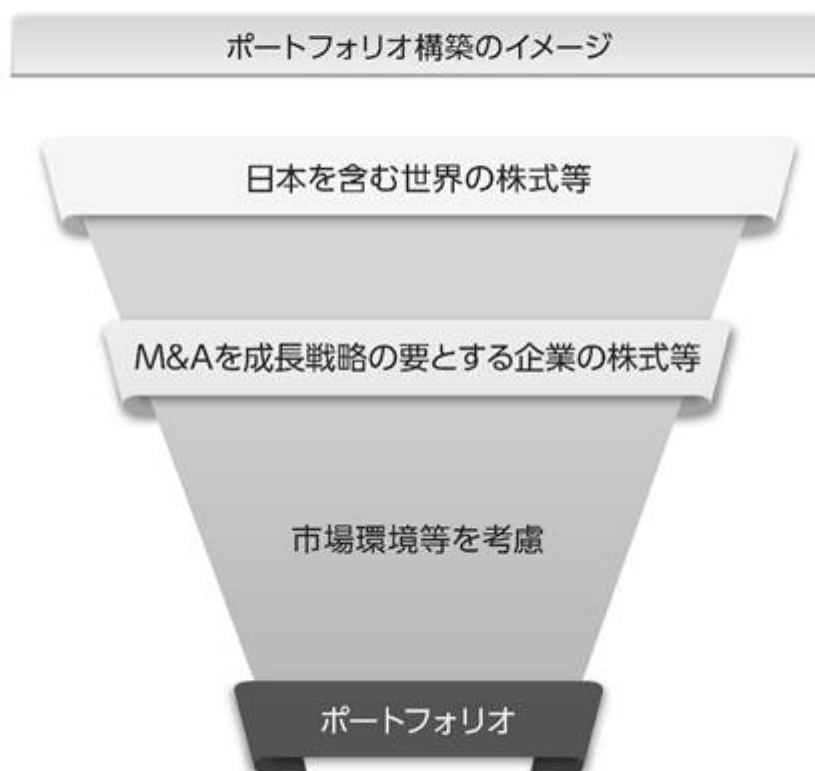 ポートフォリオ構築のイメージ
日本を含む世界の株式等
M&Aを成長戦略の要とする企業の株式等
市場環境等を考慮
ポートフォリオ